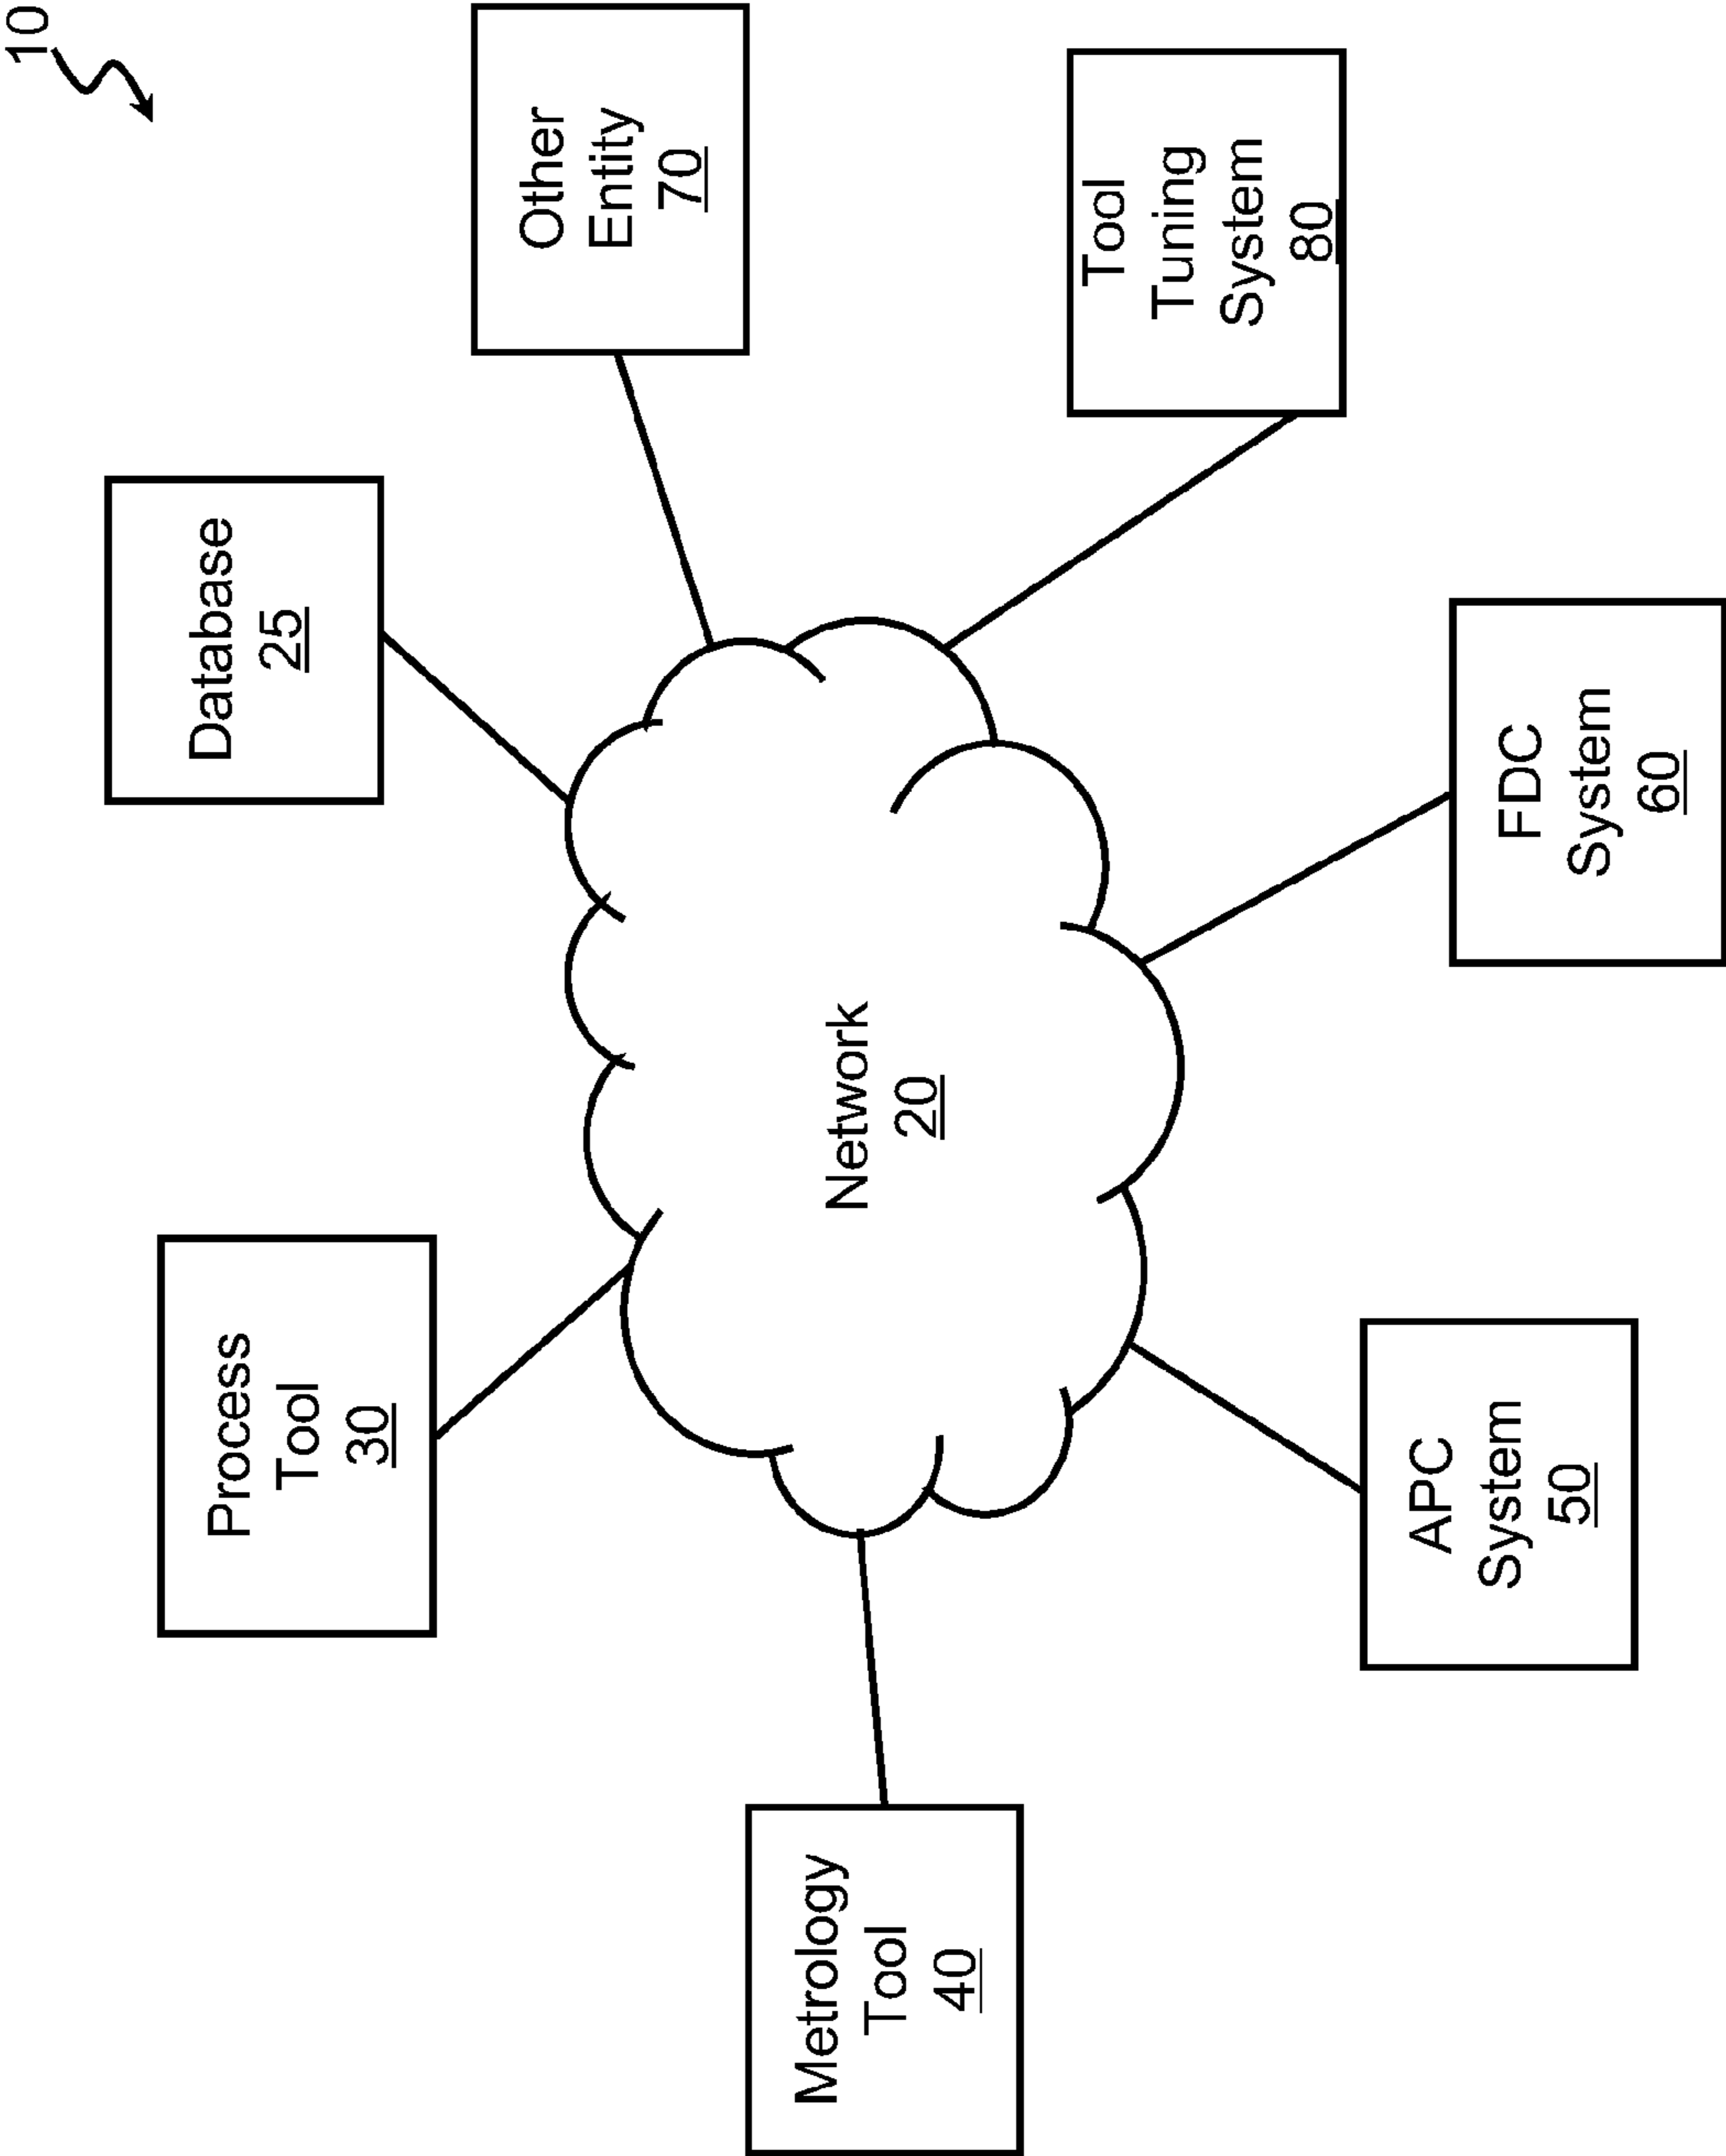 10
Process
Tool
30
Database
25
Other
Entity
70
Metrology
Tool
40
Network
20
Tool
Tuning
System
80
APC
System
50
FDC
System
60